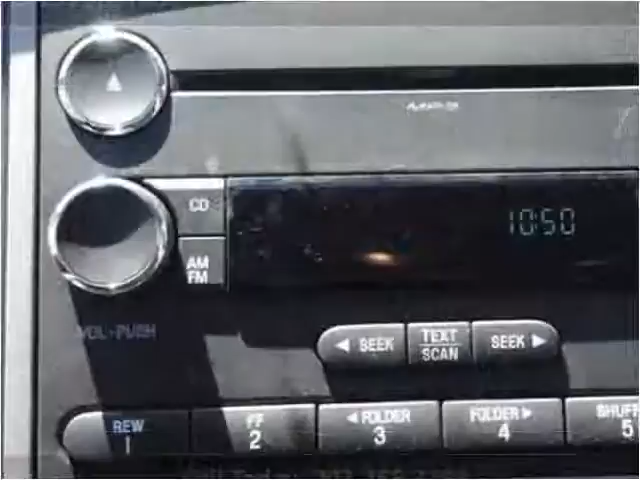 CD
10:50
AM
FM
VOL-PUSH
◄ SEEK
TEXT
SCAN
SEEK ►
REW
1
FF
2
◄ FOLDER
3
FOLDER ►
4
SHUFF
5